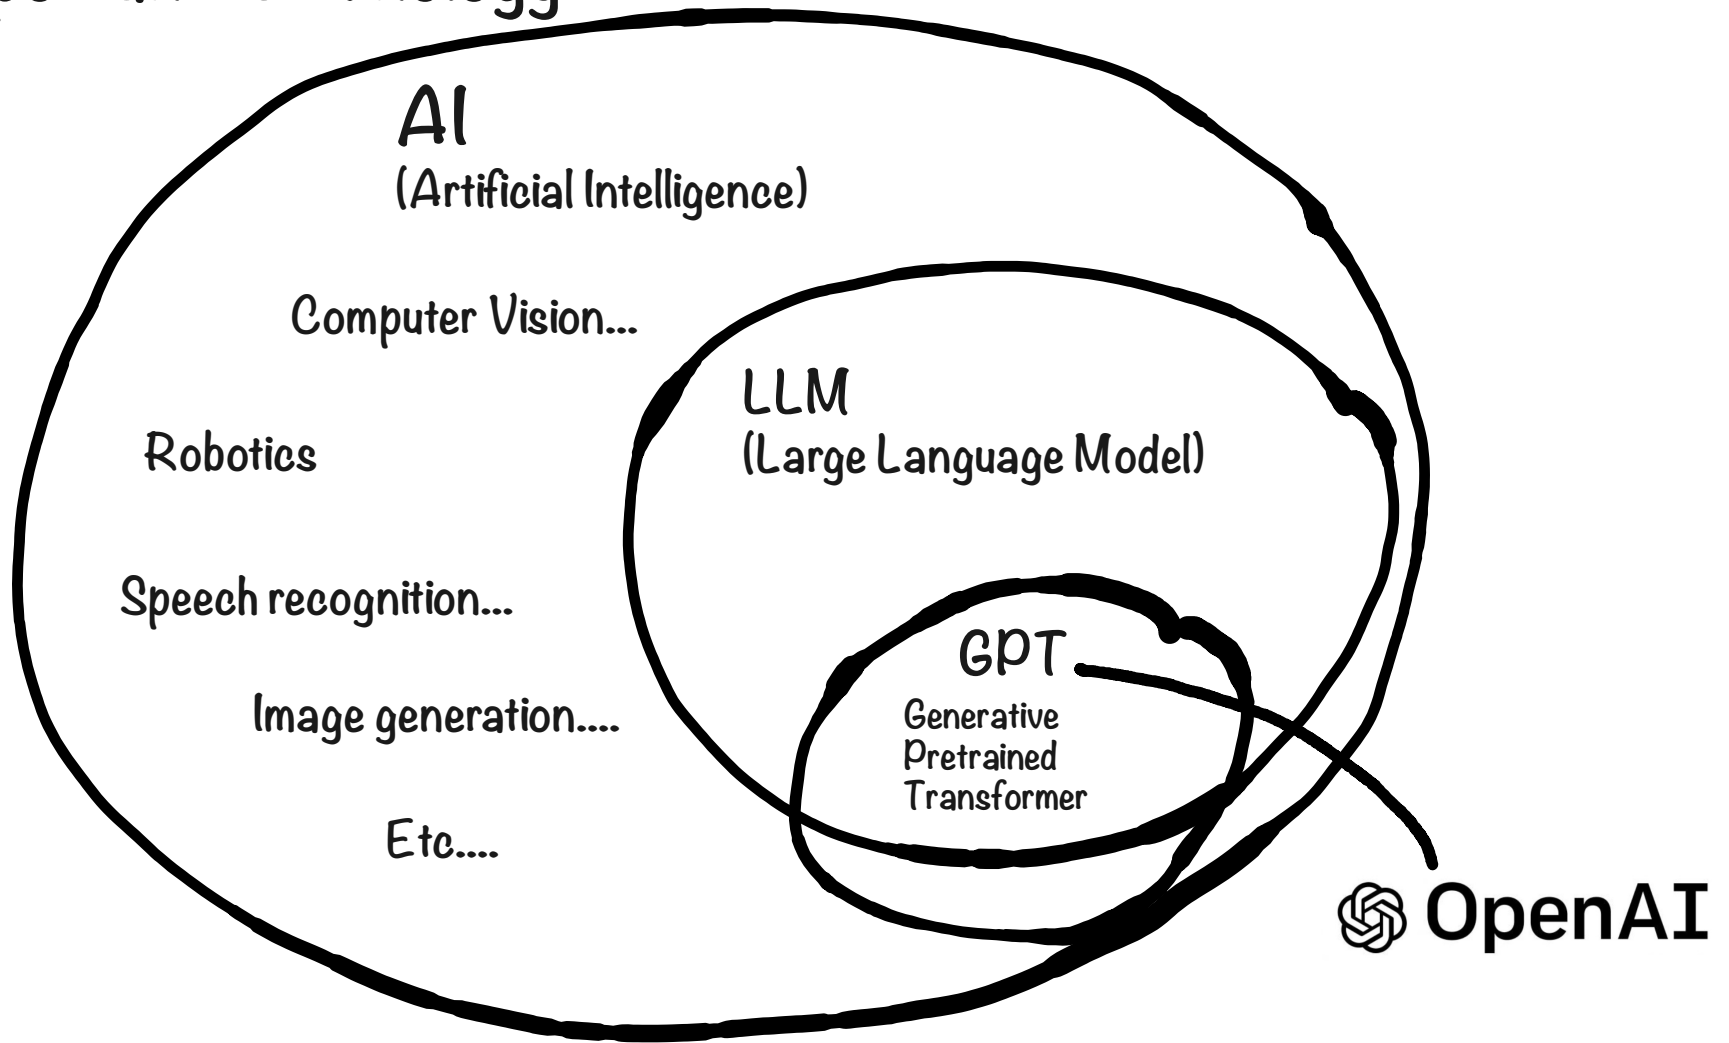 AI
(Artificial Intelligence)
Computer Vision...
LLM
(Large Language Model)
Robotics
Speech recognition...
GPT
Generative
Pretrained
Transformer
Image generation....
Etc....
OpenAI